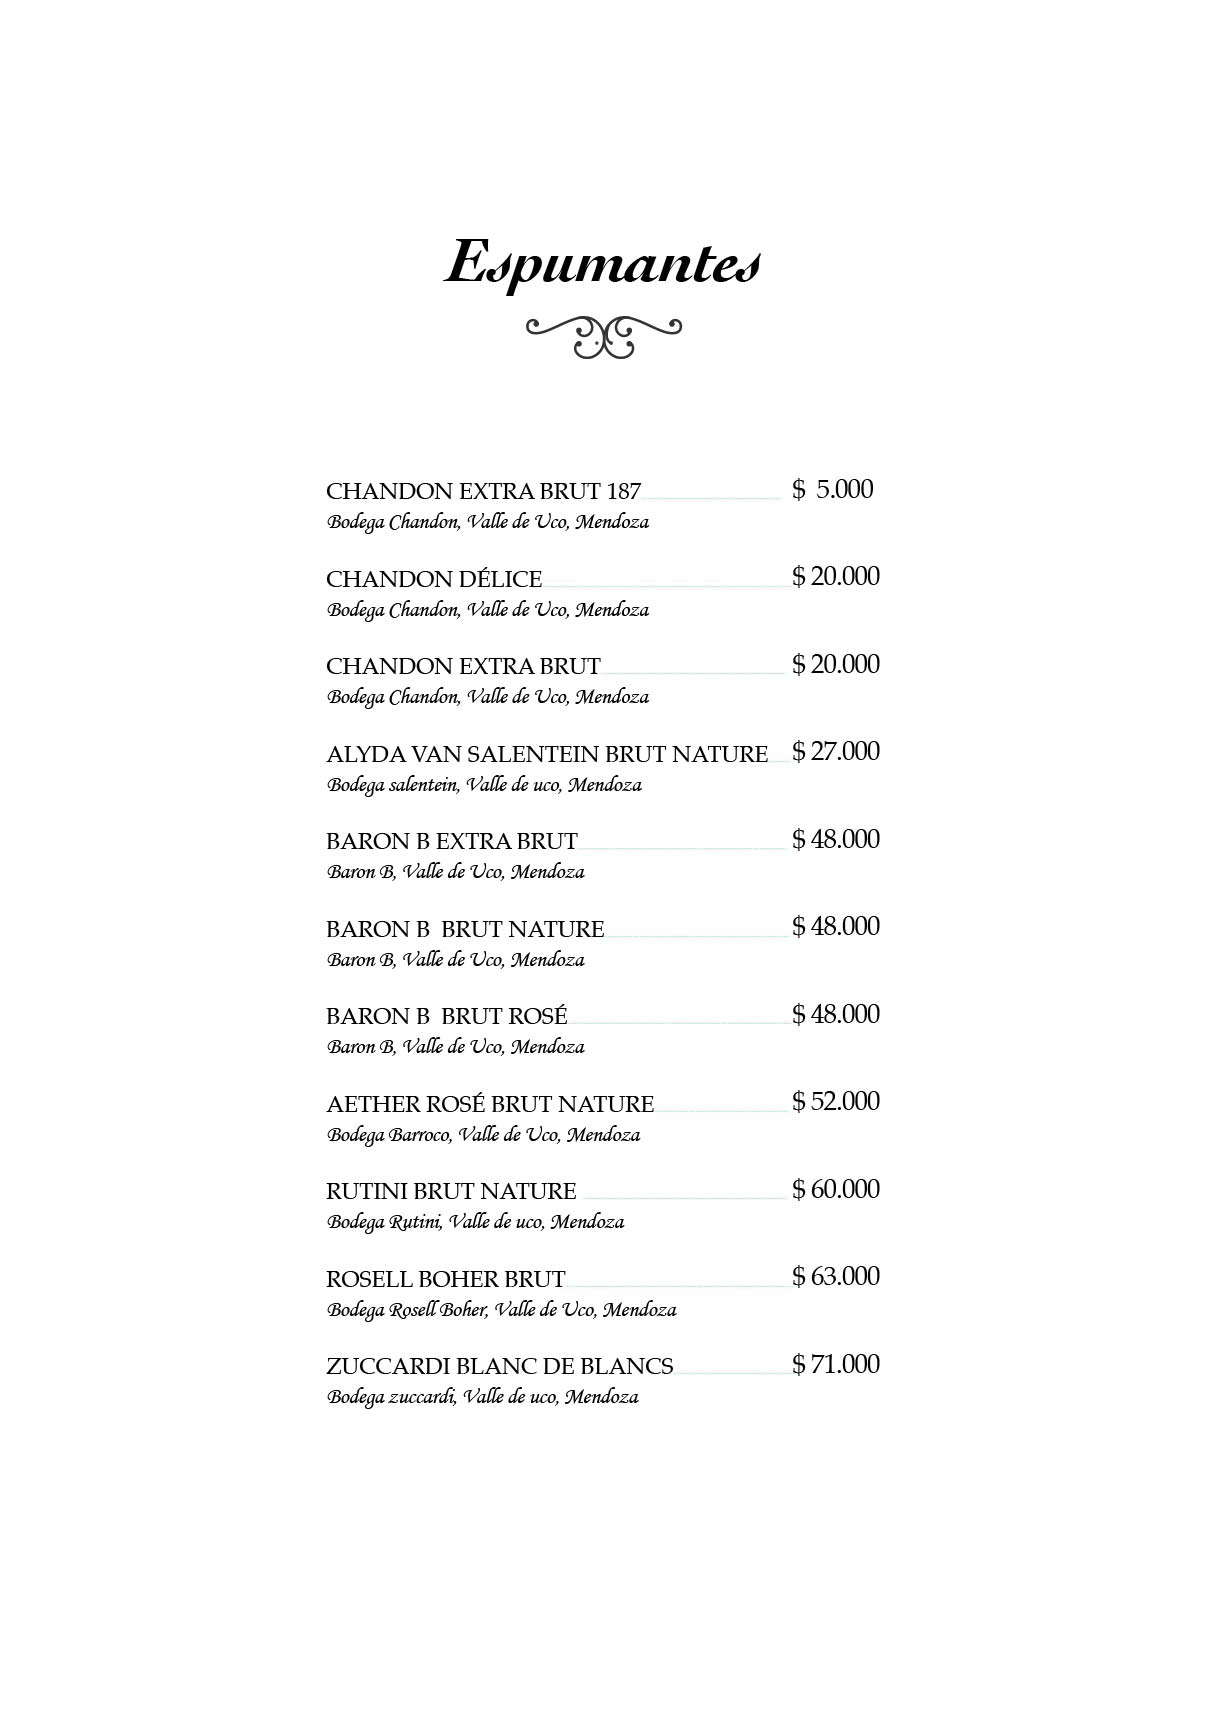 Espumantes
CHANDON EXTRA BRUT 187 $ 5.000
Bodega Chandon, Valle de Uco, Mendoza
CHANDON DÉLICE $ 20.000
Bodega Chandon, Valle de Uco, Mendoza
CHANDON EXTRA BRUT $ 20.000
Bodega Chandon, Valle de Uco, Mendoza
ALYDA VAN SALENTEIN BRUT NATURE $ 27.000
Bodega salentein, Valle de uco, Mendoza
BARON B EXTRA BRUT $ 48.000
Baron B, Valle de Uco, Mendoza
BARON B  BRUT NATURE $ 48.000
Baron B, Valle de Uco, Mendoza
BARON B  BRUT ROSÉ $ 48.000
Baron B, Valle de Uco, Mendoza
AETHER ROSÉ BRUT NATURE $ 52.000
Bodega Barroco, Valle de Uco, Mendoza
RUTINI BRUT NATURE $ 60.000
Bodega Rutini, Valle de uco, Mendoza
ROSELL BOHER BRUT $ 63.000
Bodega Rosell Boher, Valle de Uco, Mendoza
ZUCCARDI BLANC DE BLANCS $ 71.000
Bodega zuccardi, Valle de uco, Mendoza